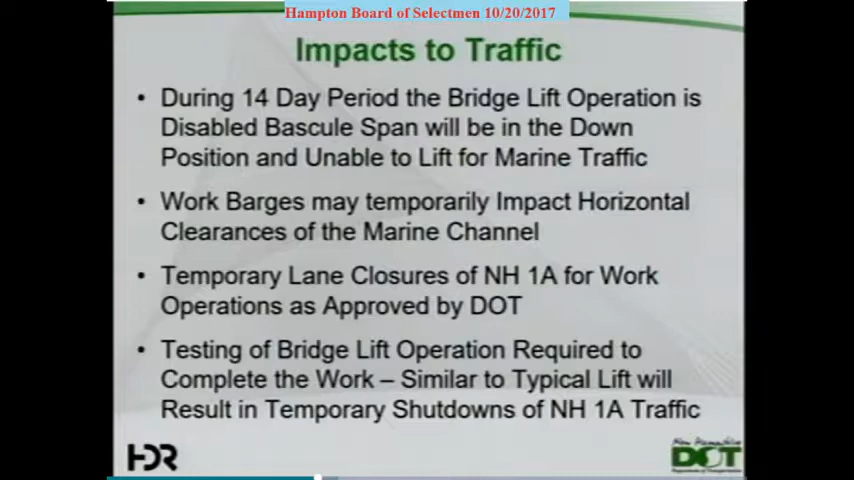 Hampton Board of Selectmen 10/20/2017
Impacts to Traffic
• During 14 Day Period the Bridge Lift Operation is
Disabled Bascule Span will be in the Down
Position and Unable to Lift for Marine Traffic
• Work Barges may temporarily Impact Horizontal
Clearances of the Marine Channel
• Temporary Lane Closures of NH 1A for Work
Operations as Approved by DOT
• Testing of Bridge Lift Operation Required to
Complete the Work – Similar to Typical Lift will
Result in Temporary Shutdowns of NH 1A Traffic
HDR
New Hampshire
DOT